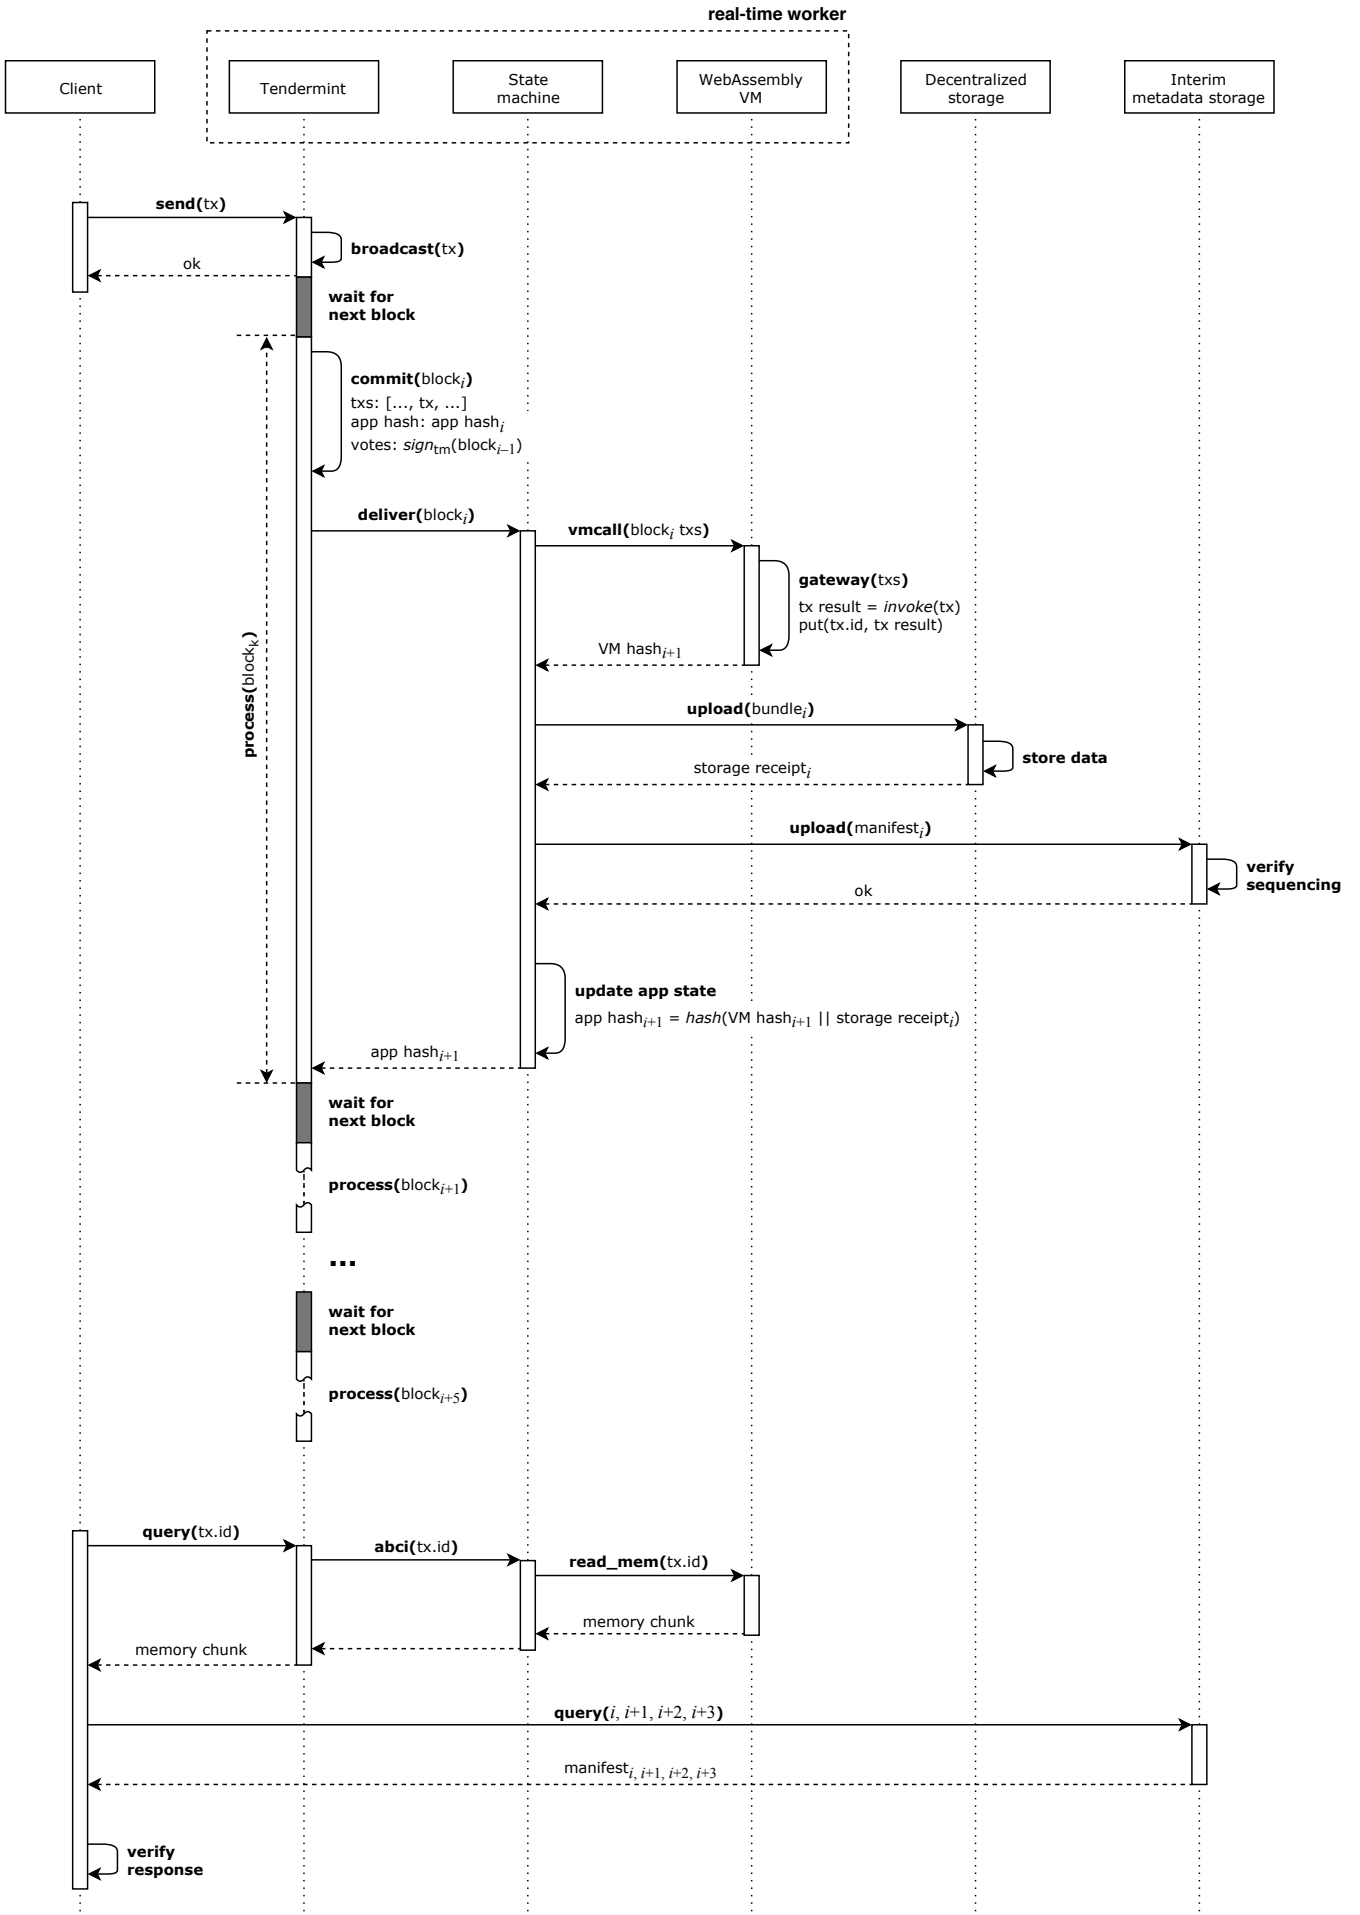 real-time worker
Client
Tendermint
State
machine
WebAssembly
VM
Decentralized
storage
Interim
metadata storage
send(tx)
broadcast(tx)
ok
wait for
next block
commit(blockᵢ)
txs: [..., tx, ...]
app hash: app hashᵢ
votes: signtm(blocki–1)
deliver(blockᵢ)
vmcall(blockᵢ txs)
gateway(txs)
tx result = invoke(tx)
put(tx.id, tx result)
VM hashi+1
process(blockk)
upload(bundleᵢ)
store data
storage receiptᵢ
upload(manifestᵢ)
verify
sequencing
ok
update app state
app hashi+1 = hash(VM hashi+1 || storage receiptᵢ)
app hashi+1
wait for
next block
process(blocki+1)
...
wait for
next block
process(blocki+5)
query(tx.id)
abci(tx.id)
read_mem(tx.id)
memory chunk
memory chunk
query(i, i+1, i+2, i+3)
manifesti, i+1, i+2, i+3
verify
response